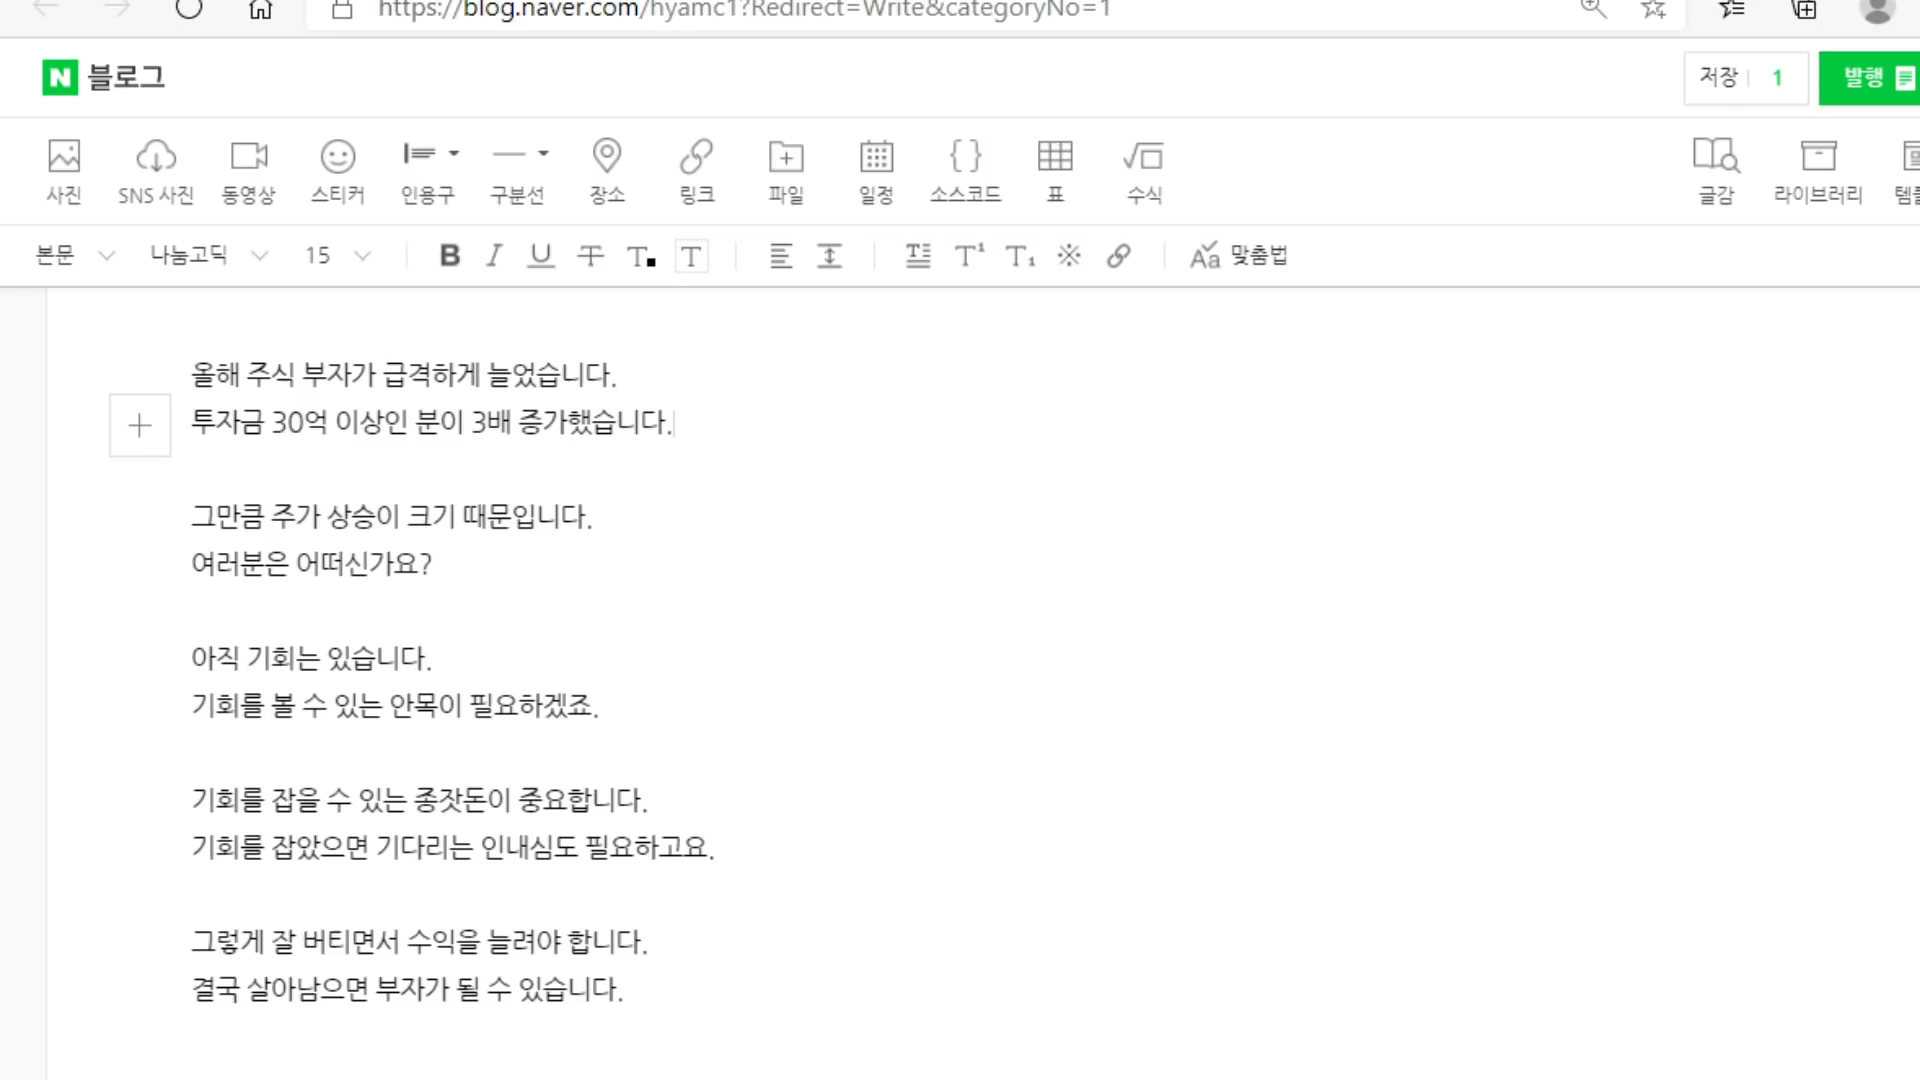 https://blog.naver.com/hyamc1?Redirect=Write&categoryNo=1
N 블로그
저장 1 발행
사진 SNS 사진 동영상 스티커 인용구 구분선 장소 링크 파일 일정 소스코드 표 수식 글감 라이브러리
본문 나눔고딕 15 B I U T T. T T¹ T₁ ※ Aa 맞춤법
올해 주식 부자가 급격하게 늘었습니다.
투자금 30억 이상인 분이 3배 증가했습니다.
그만큼 주가 상승이 크기 때문입니다.
여러분은 어떠신가요?
아직 기회는 있습니다.
기회를 볼 수 있는 안목이 필요하겠죠.
기회를 잡을 수 있는 종잣돈이 중요합니다.
기회를 잡았으면 기다리는 인내심도 필요하고요.
그렇게 잘 버티면서 수익을 늘려야 합니다.
결국 살아남으면 부자가 될 수 있습니다.